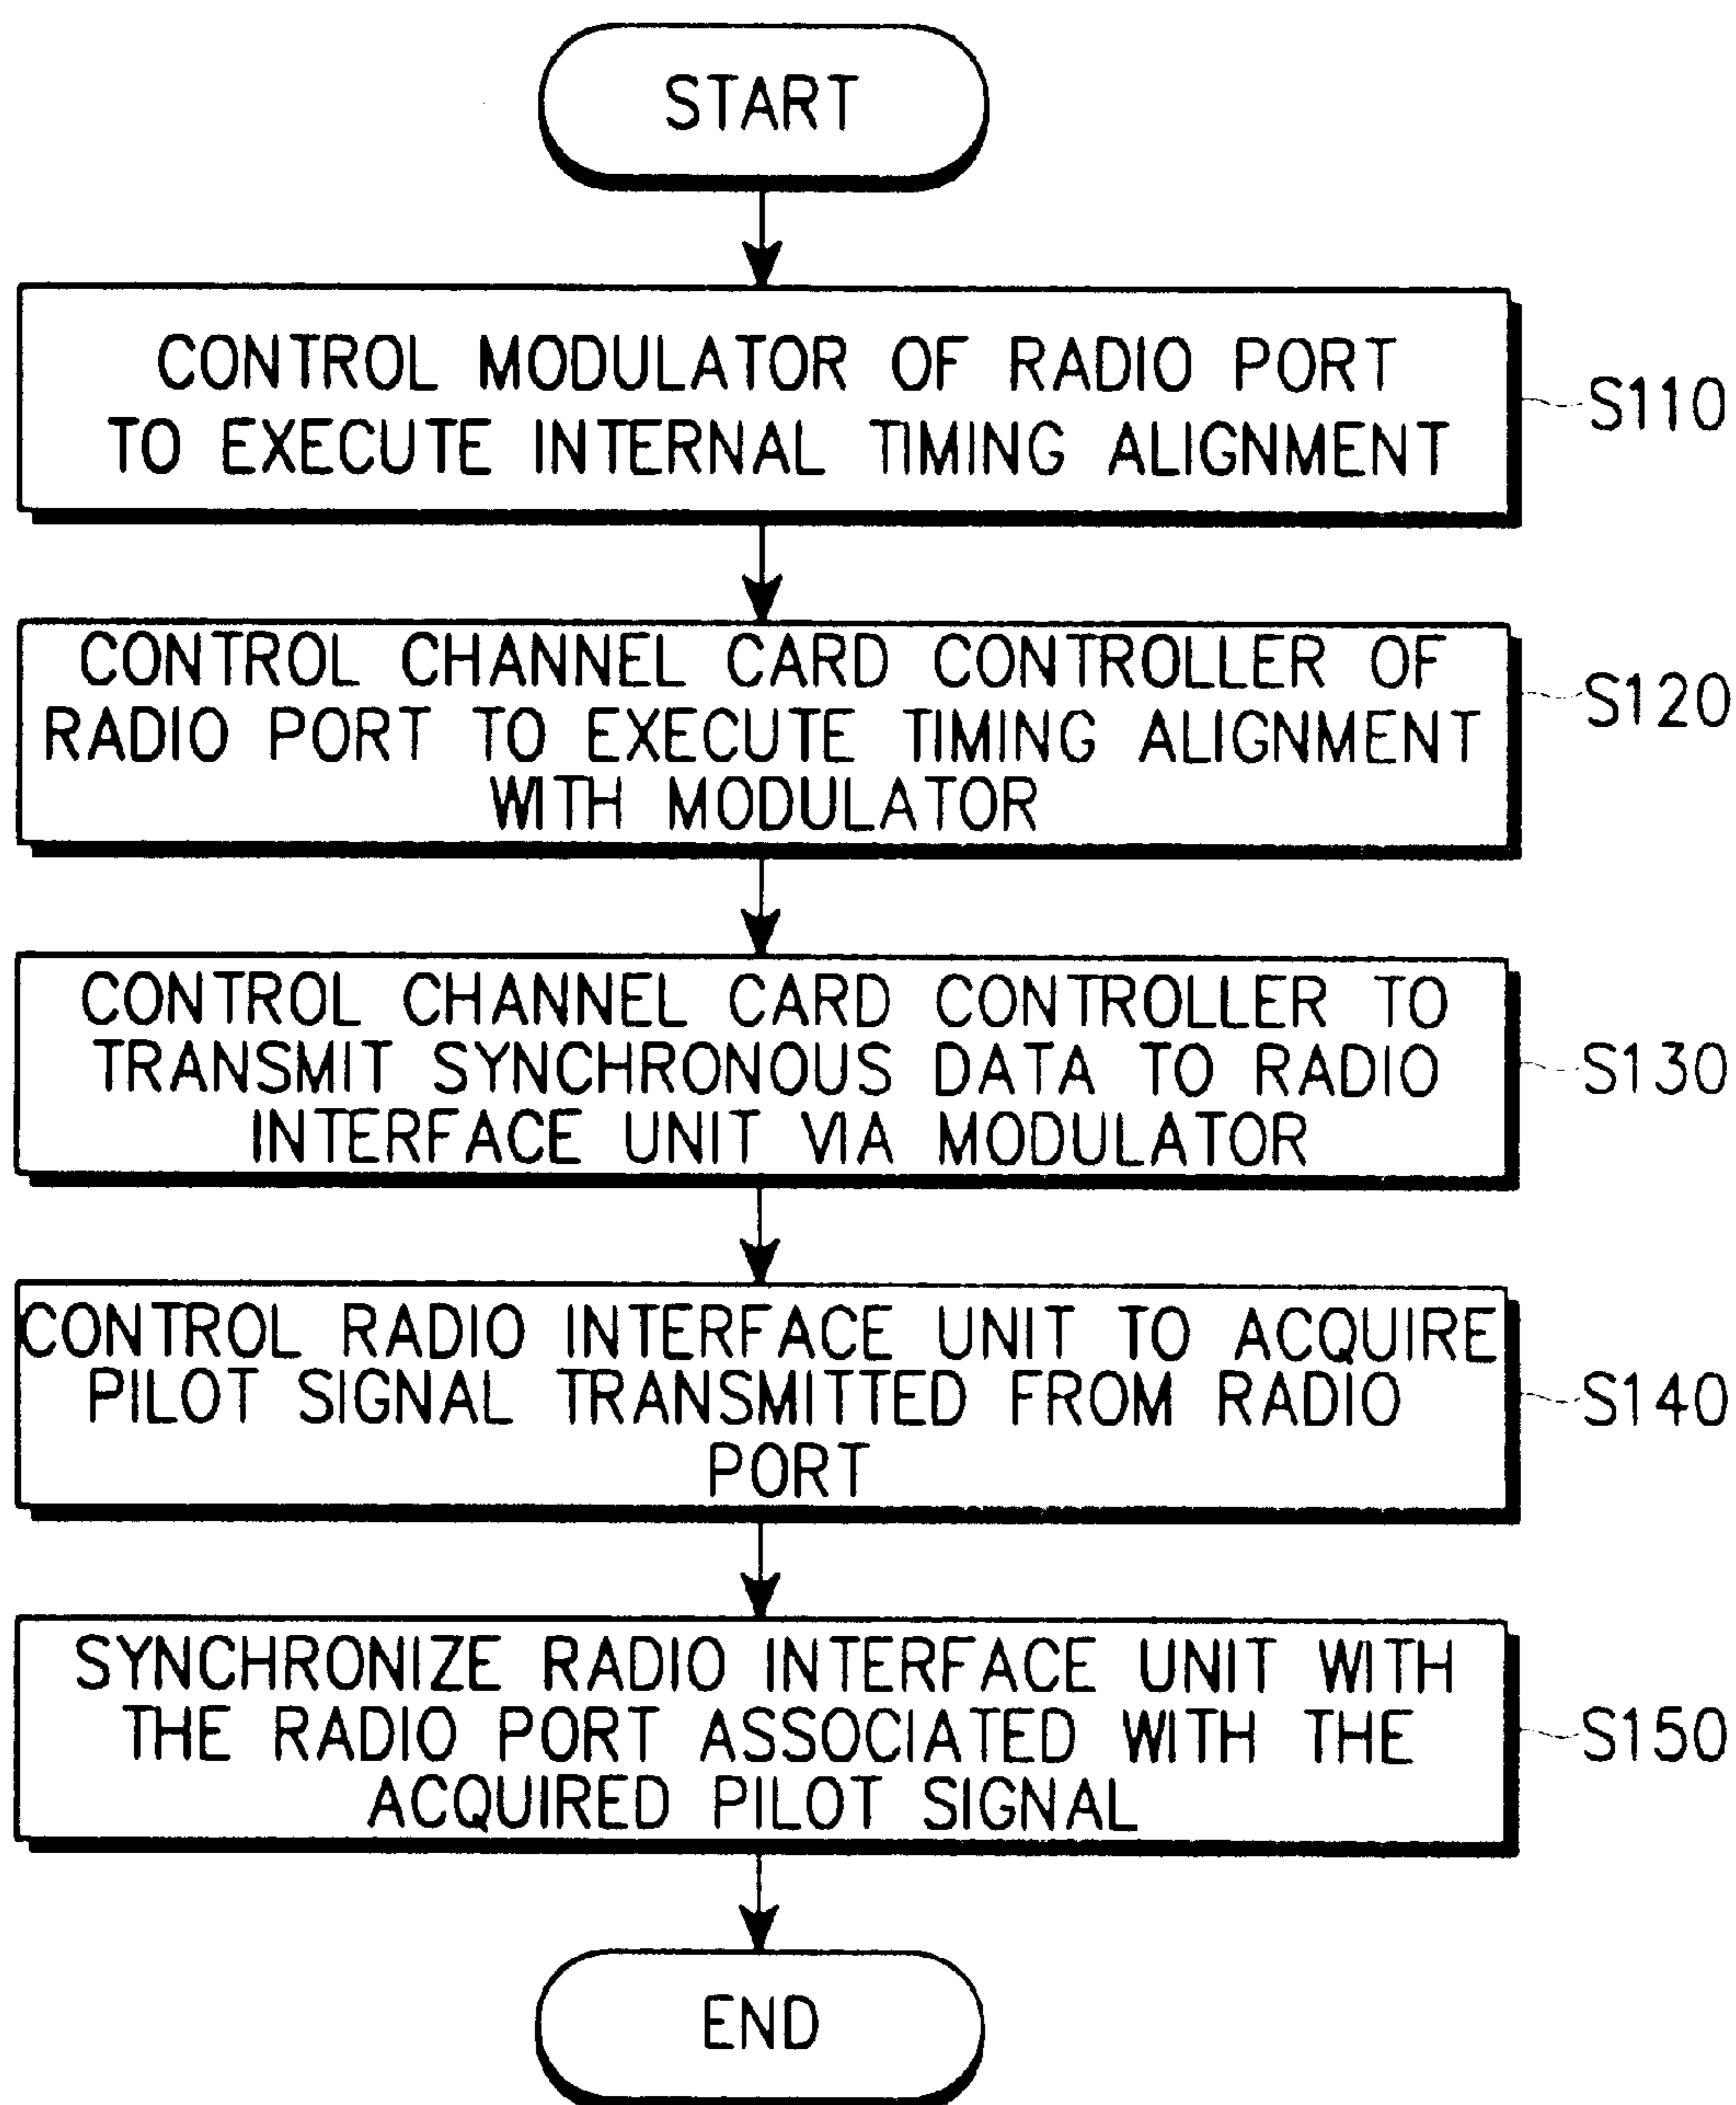 START
CONTROL MODULATOR OF RADIO PORT
TO EXECUTE INTERNAL TIMING ALIGNMENT
S110
CONTROL CHANNEL CARD CONTROLLER OF
RADIO PORT TO EXECUTE TIMING ALIGNMENT
WITH MODULATOR
S120
CONTROL CHANNEL CARD CONTROLLER TO
TRANSMIT SYNCHRONOUS DATA TO RADIO
INTERFACE UNIT VIA MODULATOR
S130
CONTROL RADIO INTERFACE UNIT TO ACQUIRE
PILOT SIGNAL TRANSMITTED FROM RADIO
PORT
S140
SYNCHRONIZE RADIO INTERFACE UNIT WITH
THE RADIO PORT ASSOCIATED WITH THE
ACQUIRED PILOT SIGNAL
S150
END